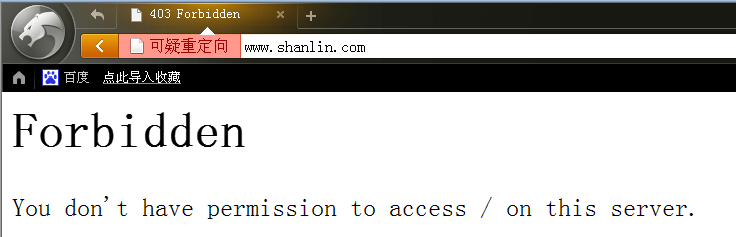 403 Forbidden
可疑重定向 www.shanlin.com
百度 点此导入收藏
Forbidden
You don't have permission to access / on this server.